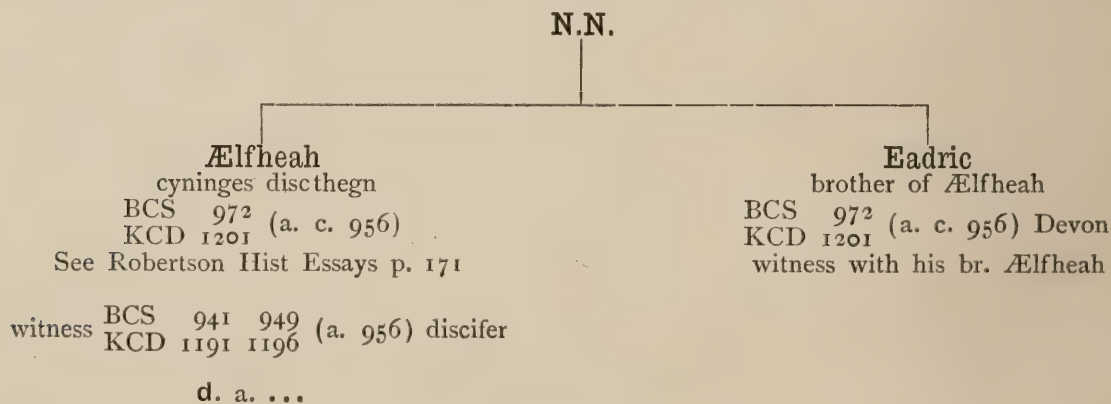 N.N.
Ælfheah
cyninges discthegn
BCS 972 (a. c. 956)
KCD 1201
See Robertson Hist Essays p. 171
witness BCS 941 949 (a. 956) discifer
KCD 1191 1196
d. a. ...
Eadric
brother of Ælfheah
BCS 972 (a. c. 956) Devon
KCD 1201
witness with his br. Ælfheah